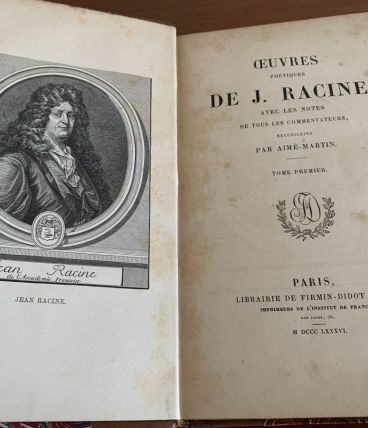 Jean Racine
de l'Académie françoise
JEAN RACINE.
ŒUVRES
POÉTIQUES
DE J. RACINE
AVEC LES NOTES
DE TOUS LES COMMENTATEURS,
RECUEILLIES
PAR AIMÉ-MARTIN.
TOME PREMIER.
PARIS,
LIBRAIRIE DE FIRMIN-DIDOT
IMPRIMEURS DE L'INSTITUT DE FRANC
RUE JACOB, 56.
M DCCC LXXXVI.